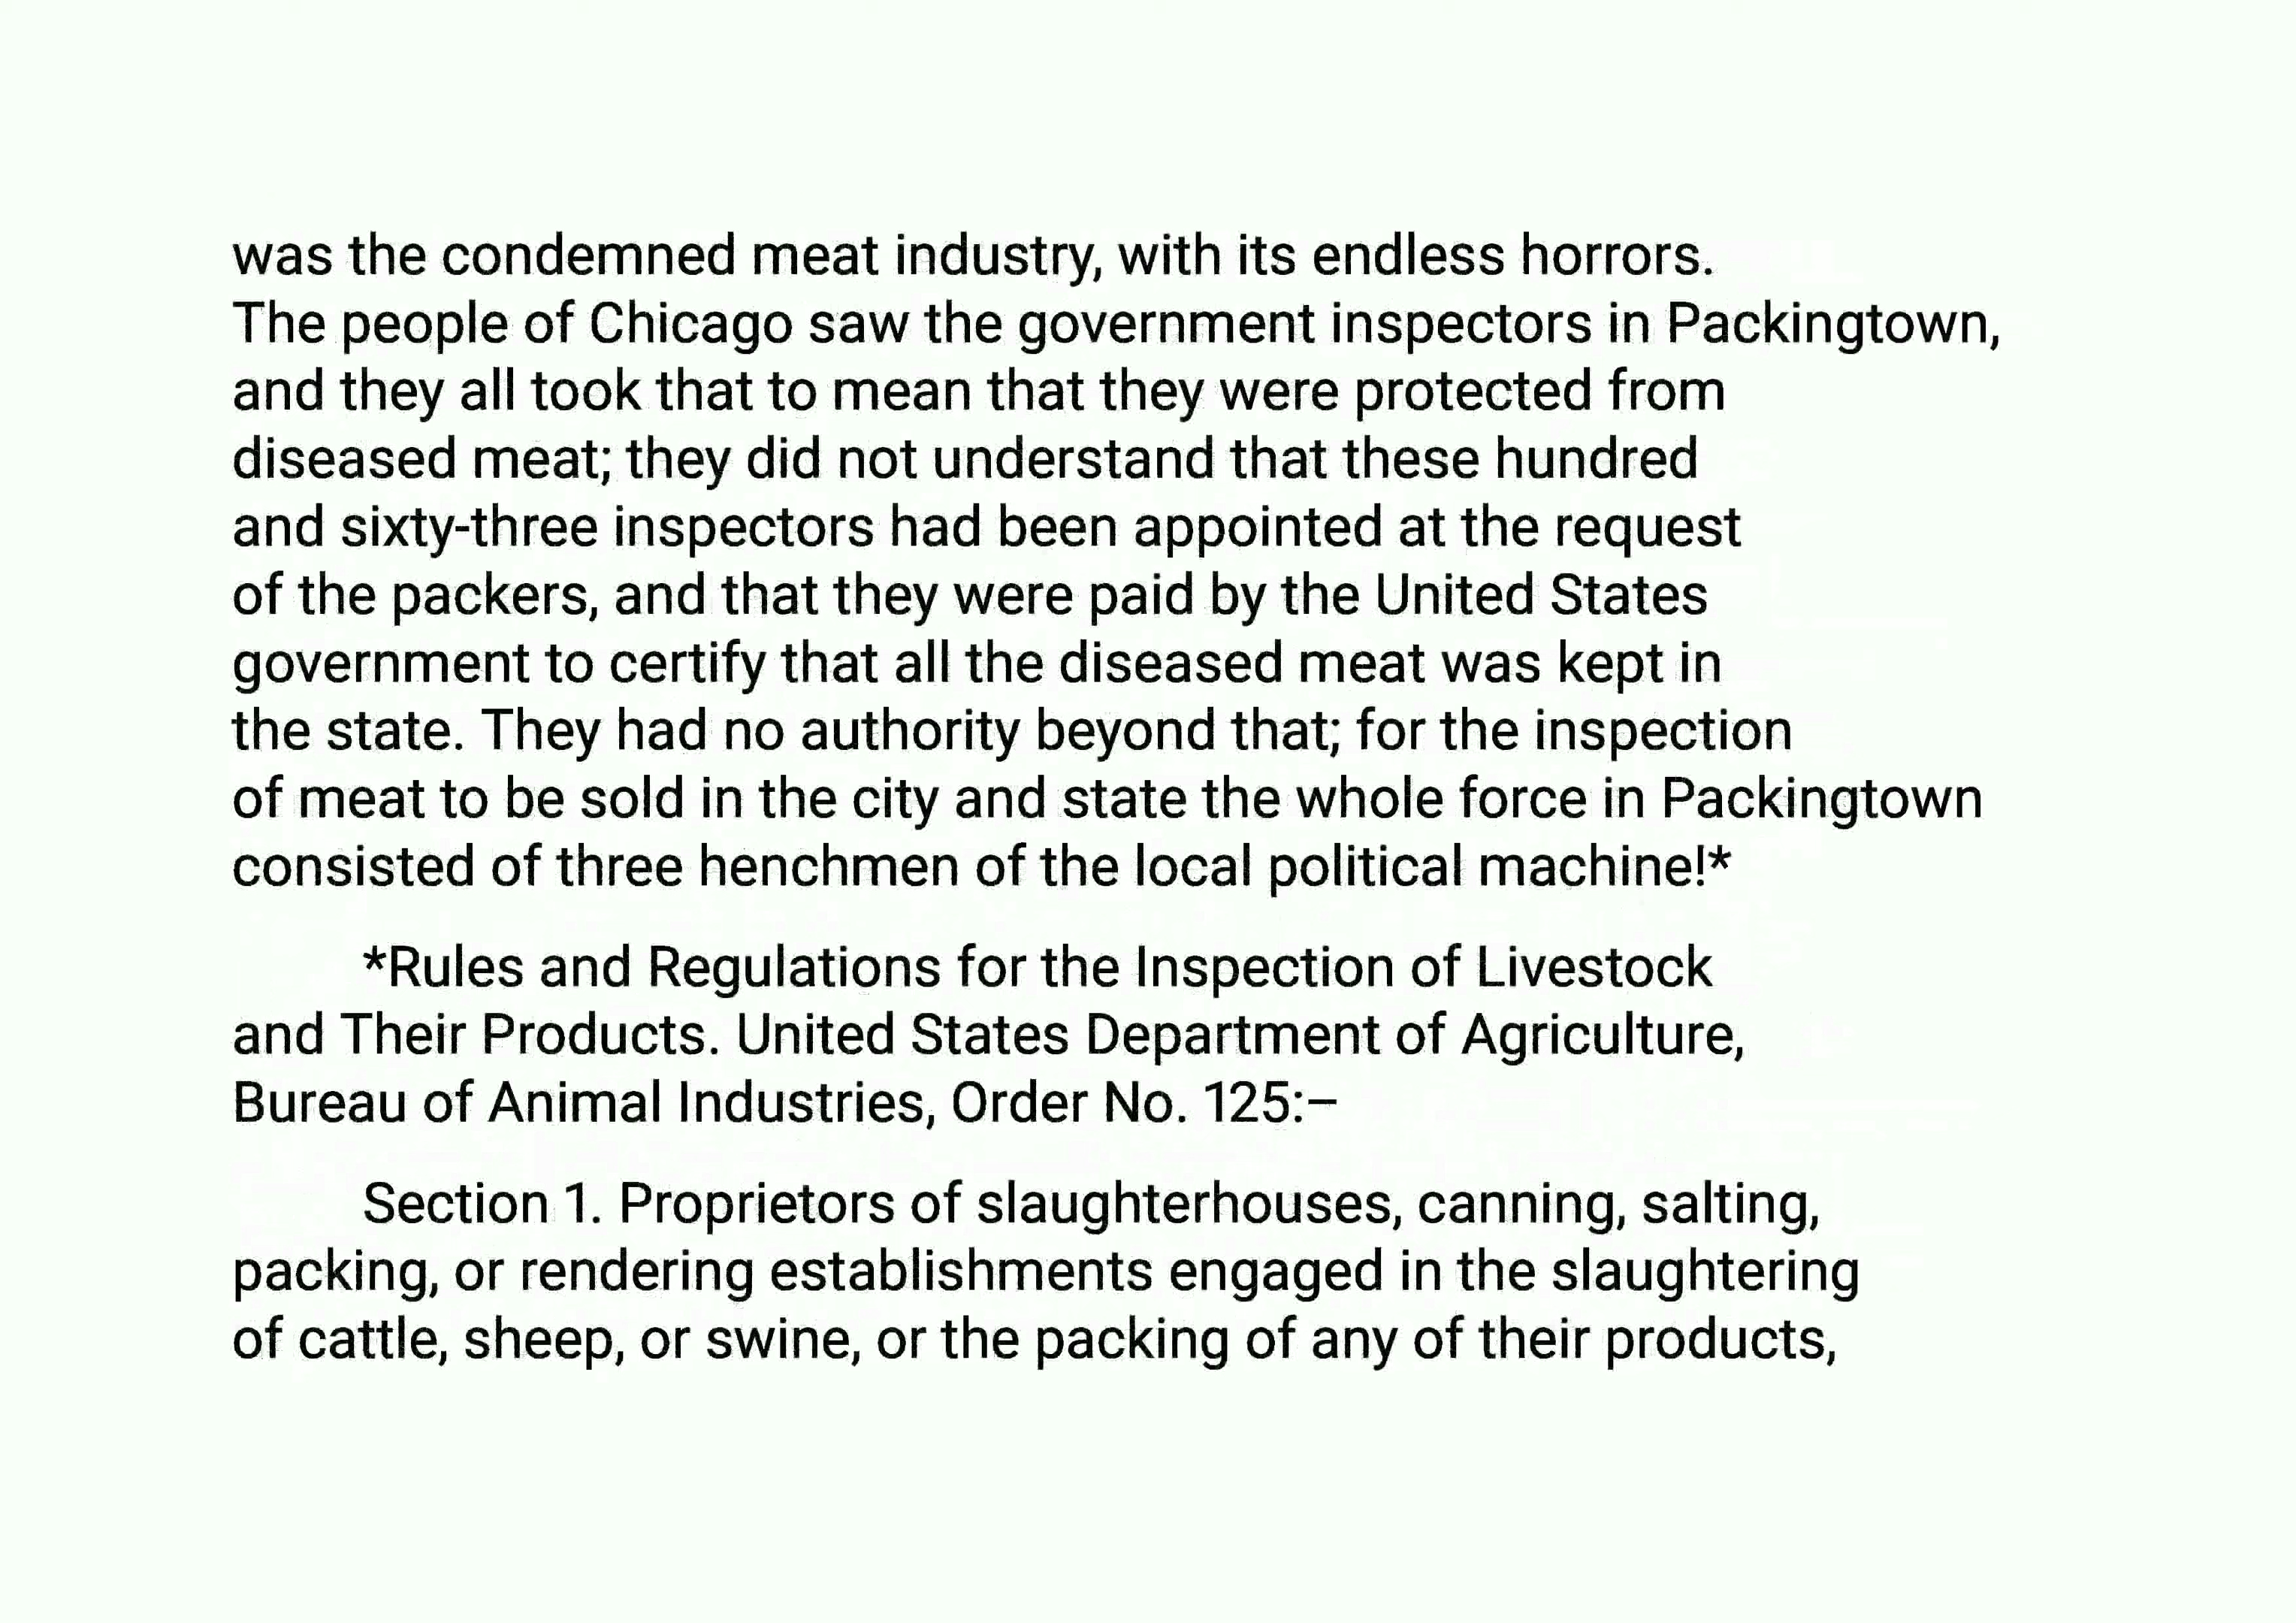 was the condemned meat industry, with its endless horrors.
The people of Chicago saw the government inspectors in Packingtown,
and they all took that to mean that they were protected from
diseased meat; they did not understand that these hundred
and sixty-three inspectors had been appointed at the request
of the packers, and that they were paid by the United States
government to certify that all the diseased meat was kept in
the state. They had no authority beyond that; for the inspection
of meat to be sold in the city and state the whole force in Packingtown
consisted of three henchmen of the local political machine!*
*Rules and Regulations for the Inspection of Livestock
and Their Products. United States Department of Agriculture,
Bureau of Animal Industries, Order No. 125:–
Section 1. Proprietors of slaughterhouses, canning, salting,
packing, or rendering establishments engaged in the slaughtering
of cattle, sheep, or swine, or the packing of any of their products,